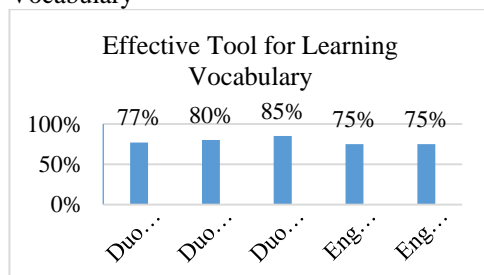 Vocabulary
Effective Tool for Learning
Vocabulary
77% 80% 85% 75% 75%
100%
50%
0%
Duo… Duo… Duo… Eng… Eng…